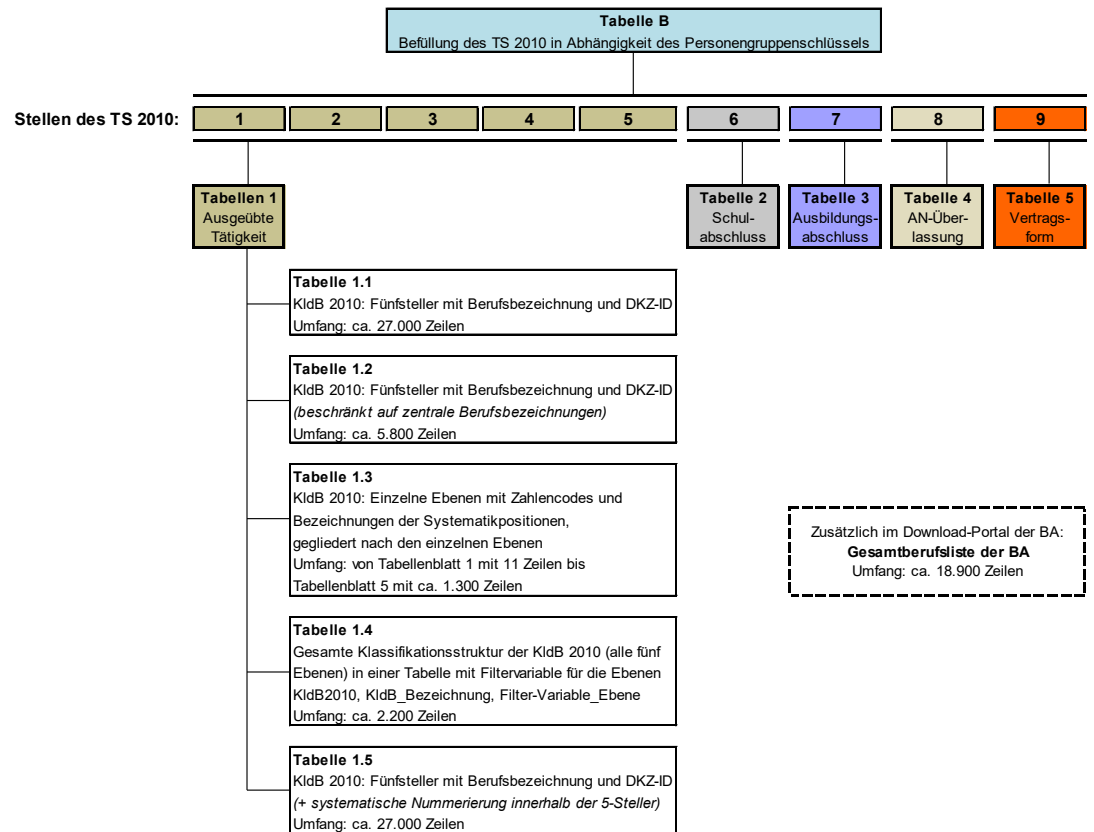 Tabelle B
Befüllung des TS 2010 in Abhängigkeit des Personengruppenschlüssels
Stellen des TS 2010:
1 2 3 4 5 6 7 8 9
Tabellen 1
Ausgeübte
Tätigkeit
Tabelle 2
Schul-
abschluss
Tabelle 3
Ausbildungs-
abschluss
Tabelle 4
AN-Über-
lassung
Tabelle 5
Vertrags-
form
Tabelle 1.1
KldB 2010: Fünfsteller mit Berufsbezeichnung und DKZ-ID
Umfang: ca. 27.000 Zeilen
Tabelle 1.2
KldB 2010: Fünfsteller mit Berufsbezeichnung und DKZ-ID
(beschränkt auf zentrale Berufsbezeichnungen)
Umfang: ca. 5.800 Zeilen
Tabelle 1.3
KldB 2010: Einzelne Ebenen mit Zahlencodes und
Bezeichnungen der Systematikpositionen,
gegliedert nach den einzelnen Ebenen
Umfang: von Tabellenblatt 1 mit 11 Zeilen bis
Tabellenblatt 5 mit ca. 1.300 Zeilen
Zusätzlich im Download-Portal der BA:
Gesamtberufsliste der BA
Umfang: ca. 18.900 Zeilen
Tabelle 1.4
Gesamte Klassifikationsstruktur der KldB 2010 (alle fünf
Ebenen) in einer Tabelle mit Filtervariable für die Ebenen
KldB2010, KldB_Bezeichnung, Filter-Variable_Ebene
Umfang: ca. 2.200 Zeilen
Tabelle 1.5
KldB 2010: Fünfsteller mit Berufsbezeichnung und DKZ-ID
(+ systematische Nummerierung innerhalb der 5-Steller)
Umfang: ca. 27.000 Zeilen